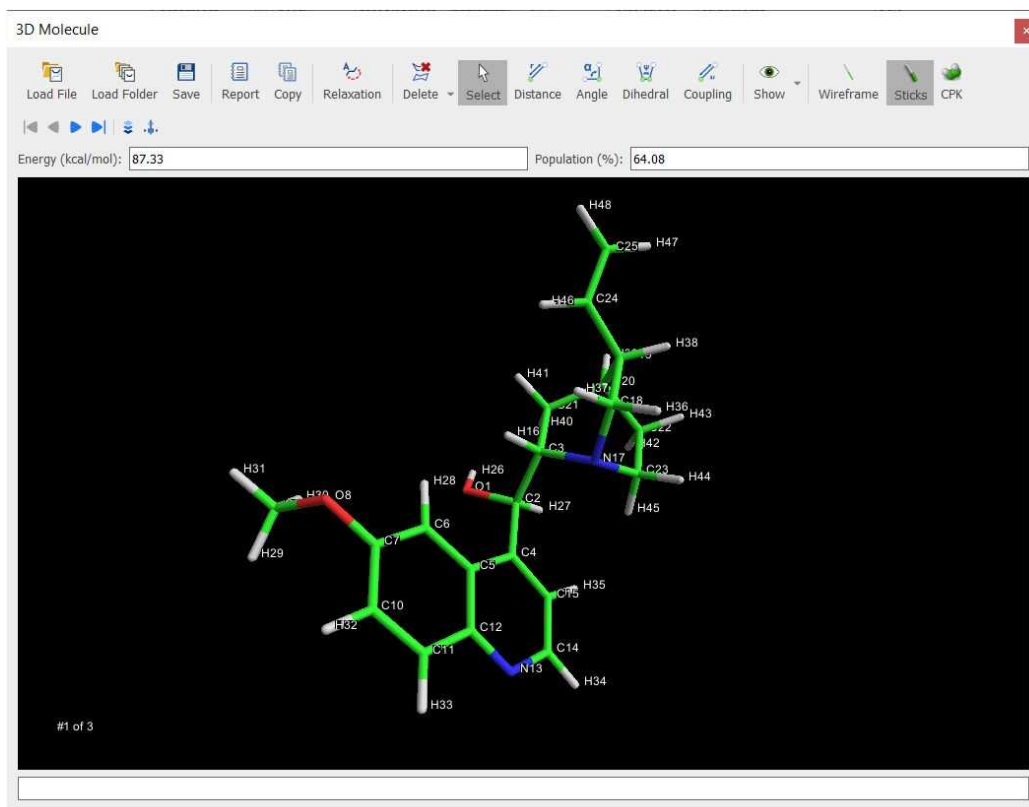 3D Molecule
Load File Load Folder Save Report Copy Relaxation Delete Select Distance Angle Dihedral Coupling Show Wireframe Sticks CPK
Energy (kcal/mol): 87.33 Population (%): 64.08
H48
C25 H47
H46 C24
H38
H41 H37 20
C18 H36
H43
H40
H16 H42
C3 N17 C23
H31 H28 H26 H44
O8 O1 C2
H27 H45
C7 C6
H29 C4
C5 H35
C15
C10
H32 C12
C11 C14
N13
H34
H33
#1 of 3